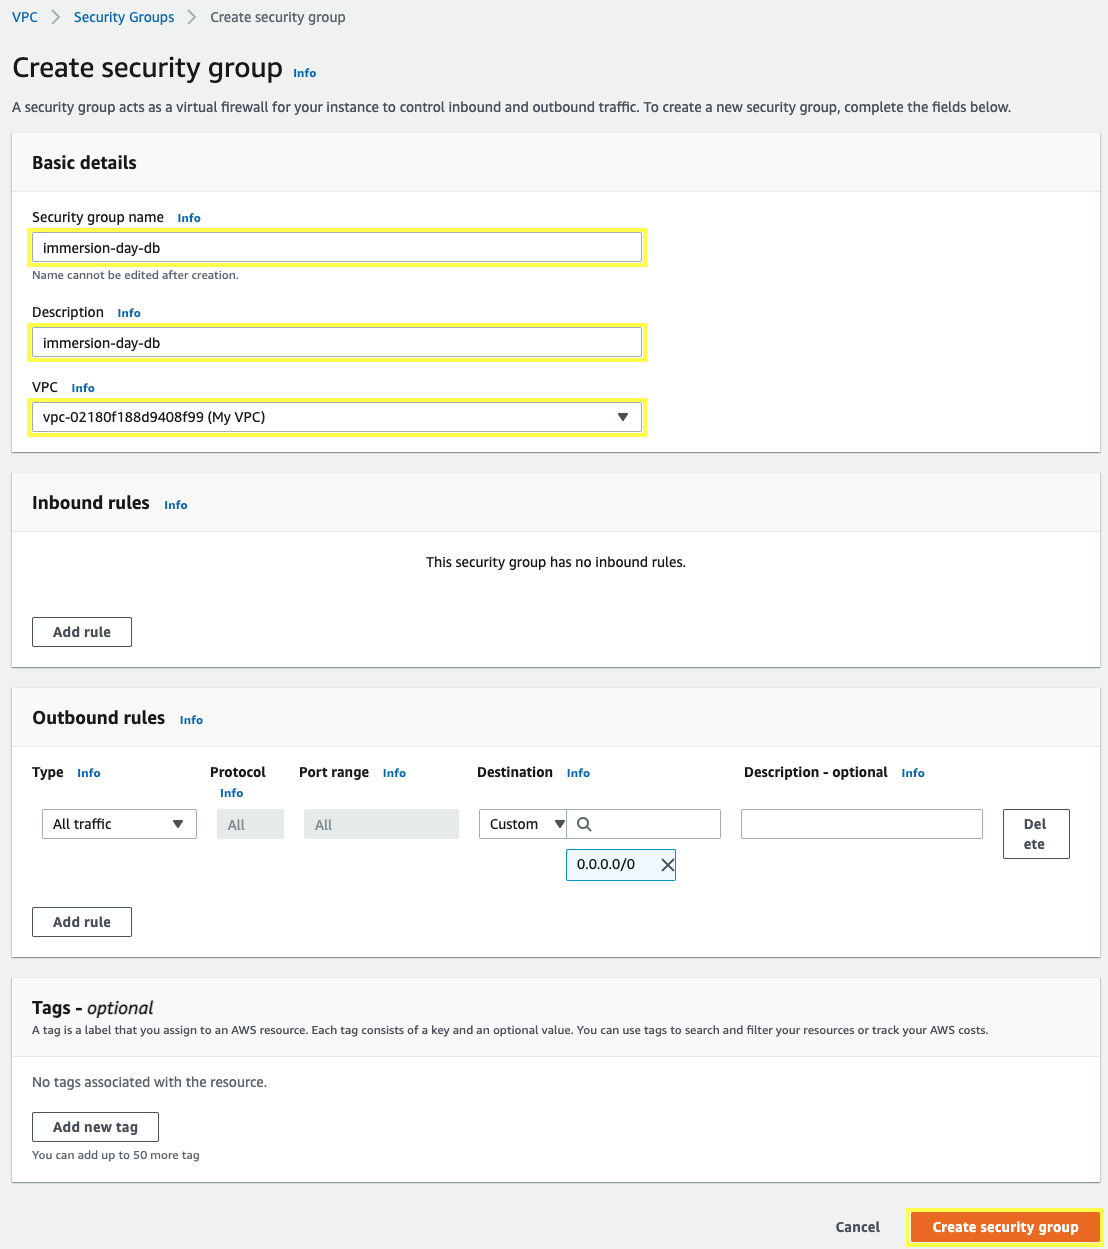 VPC > Security Groups > Create security group
Create security group Info
A security group acts as a virtual firewall for your instance to control inbound and outbound traffic. To create a new security group, complete the fields below.
Basic details
Security group name Info
immersion-day-db
Name cannot be edited after creation.
Description Info
immersion-day-db
VPC Info
vpc-02180f188d9408f99 (My VPC)
Inbound rules Info
This security group has no inbound rules.
Add rule
Outbound rules Info
Type Info Protocol Port range Info Destination Info Description - optional Info
Info
All traffic All All Custom Del
ete
0.0.0.0/0
Add rule
Tags - optional
A tag is a label that you assign to an AWS resource. Each tag consists of a key and an optional value. You can use tags to search and filter your resources or track your AWS costs.
No tags associated with the resource.
Add new tag
You can add up to 50 more tag
Cancel Create security group